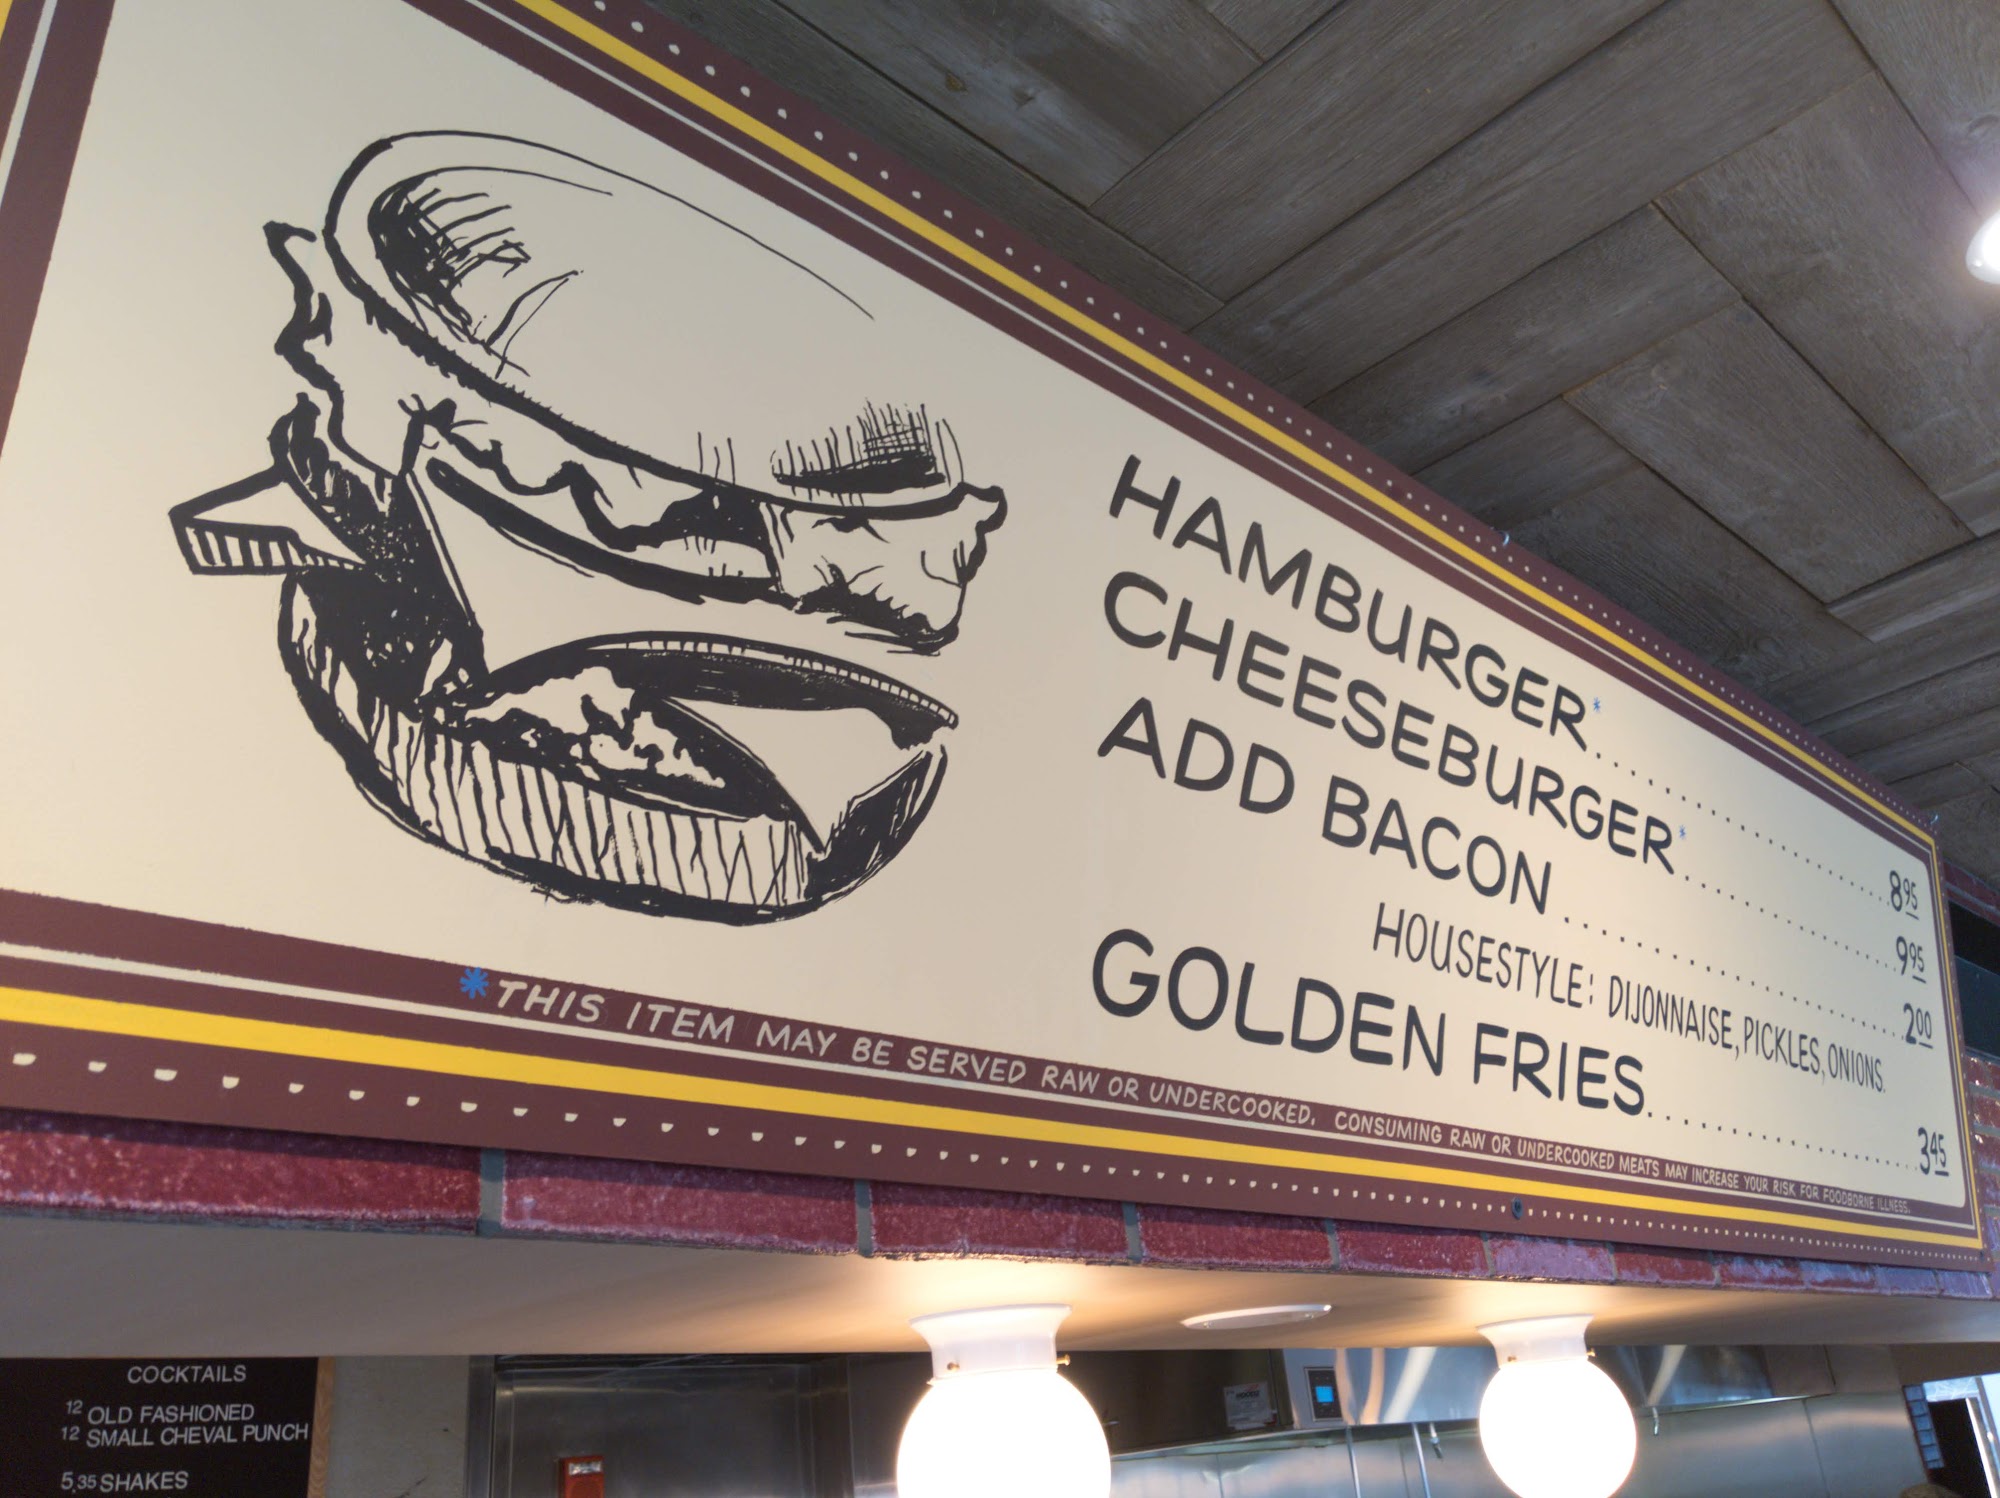 HAMBURGER*........8 95
CHEESEBURGER*........9 95
ADD BACON........2 00
HOUSESTYLE: DIJONNAISE, PICKLES, ONIONS.
GOLDEN FRIES........3 45
*THIS ITEM MAY BE SERVED RAW OR UNDERCOOKED. CONSUMING RAW OR UNDERCOOKED MEATS MAY INCREASE YOUR RISK FOR FOODBORNE ILLNESS.
COCKTAILS
12 OLD FASHIONED
12 SMALL CHEVAL PUNCH
5.35 SHAKES